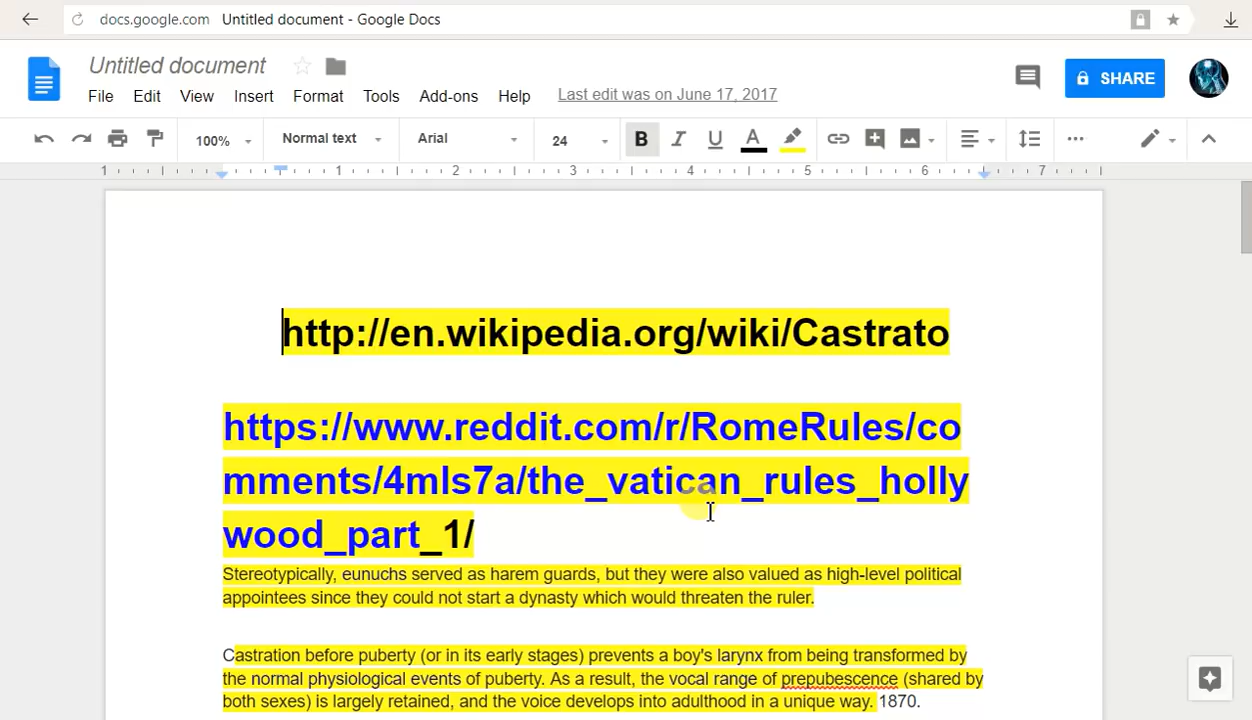 docs.google.com Untitled document - Google Docs
Untitled document
File Edit View Insert Format Tools Add-ons Help Last edit was on June 17, 2017
SHARE
100% Normal text Arial 24 B I U A
1 1 2 3 4 5 6 7
http://en.wikipedia.org/wiki/Castrato
https://www.reddit.com/r/RomeRules/co
mments/4mls7a/the_vatican_rules_holly
wood_part_1/
Stereotypically, eunuchs served as harem guards, but they were also valued as high-level political
appointees since they could not start a dynasty which would threaten the ruler.
Castration before puberty (or in its early stages) prevents a boy's larynx from being transformed by
the normal physiological events of puberty. As a result, the vocal range of prepubescence (shared by
both sexes) is largely retained, and the voice develops into adulthood in a unique way. 1870.